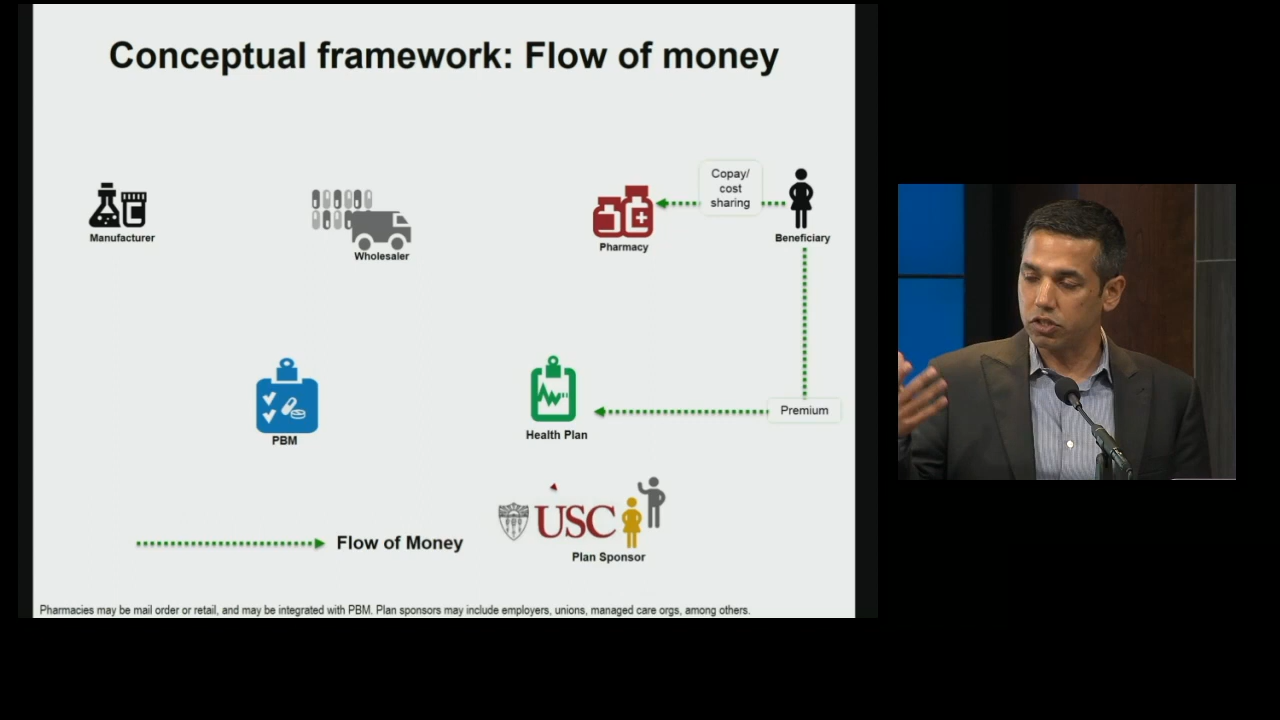 Conceptual framework: Flow of money
Copay/
cost
sharing
Manufacturer
Wholesaler
Pharmacy
Beneficiary
Premium
PBM
Health Plan
USC
Flow of Money
Plan Sponsor
Pharmacies may be mail order or retail, and may be integrated with PBM. Plan sponsors may include employers, unions, managed care orgs, among others.